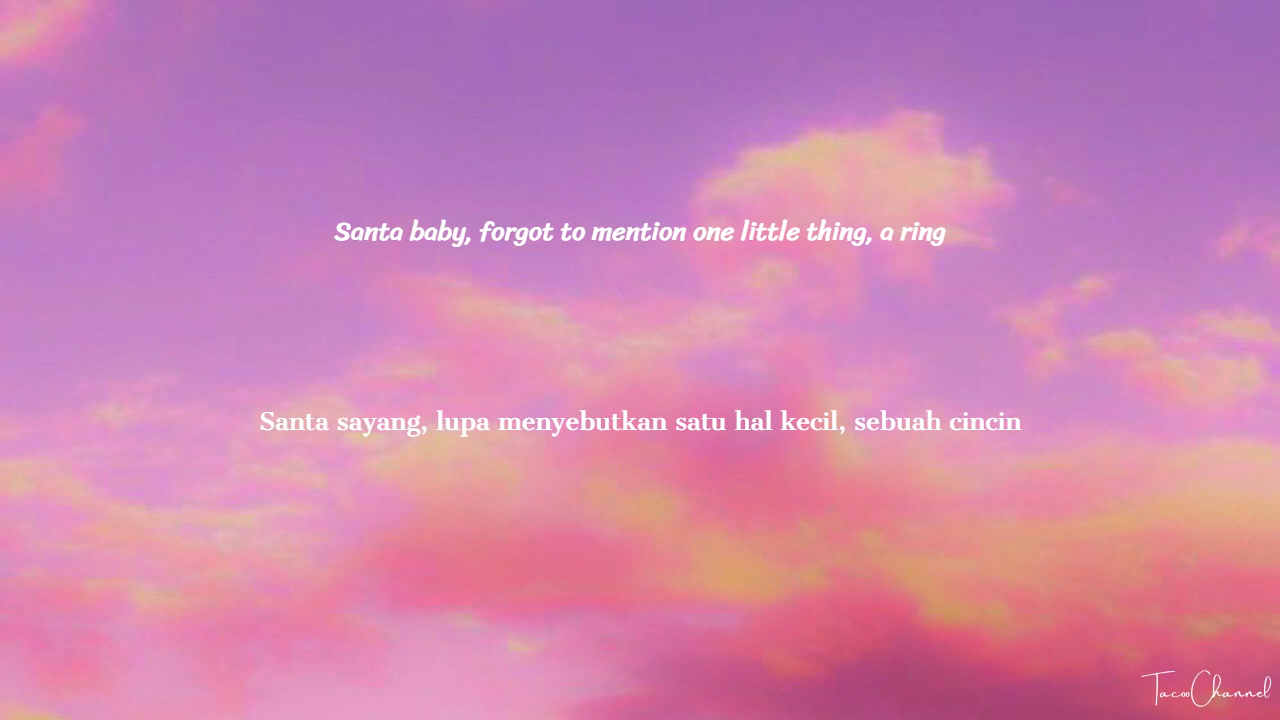 Santa baby, forgot to mention one little thing, a ring
Santa sayang, lupa menyebutkan satu hal kecil, sebuah cincin
TacooChannel